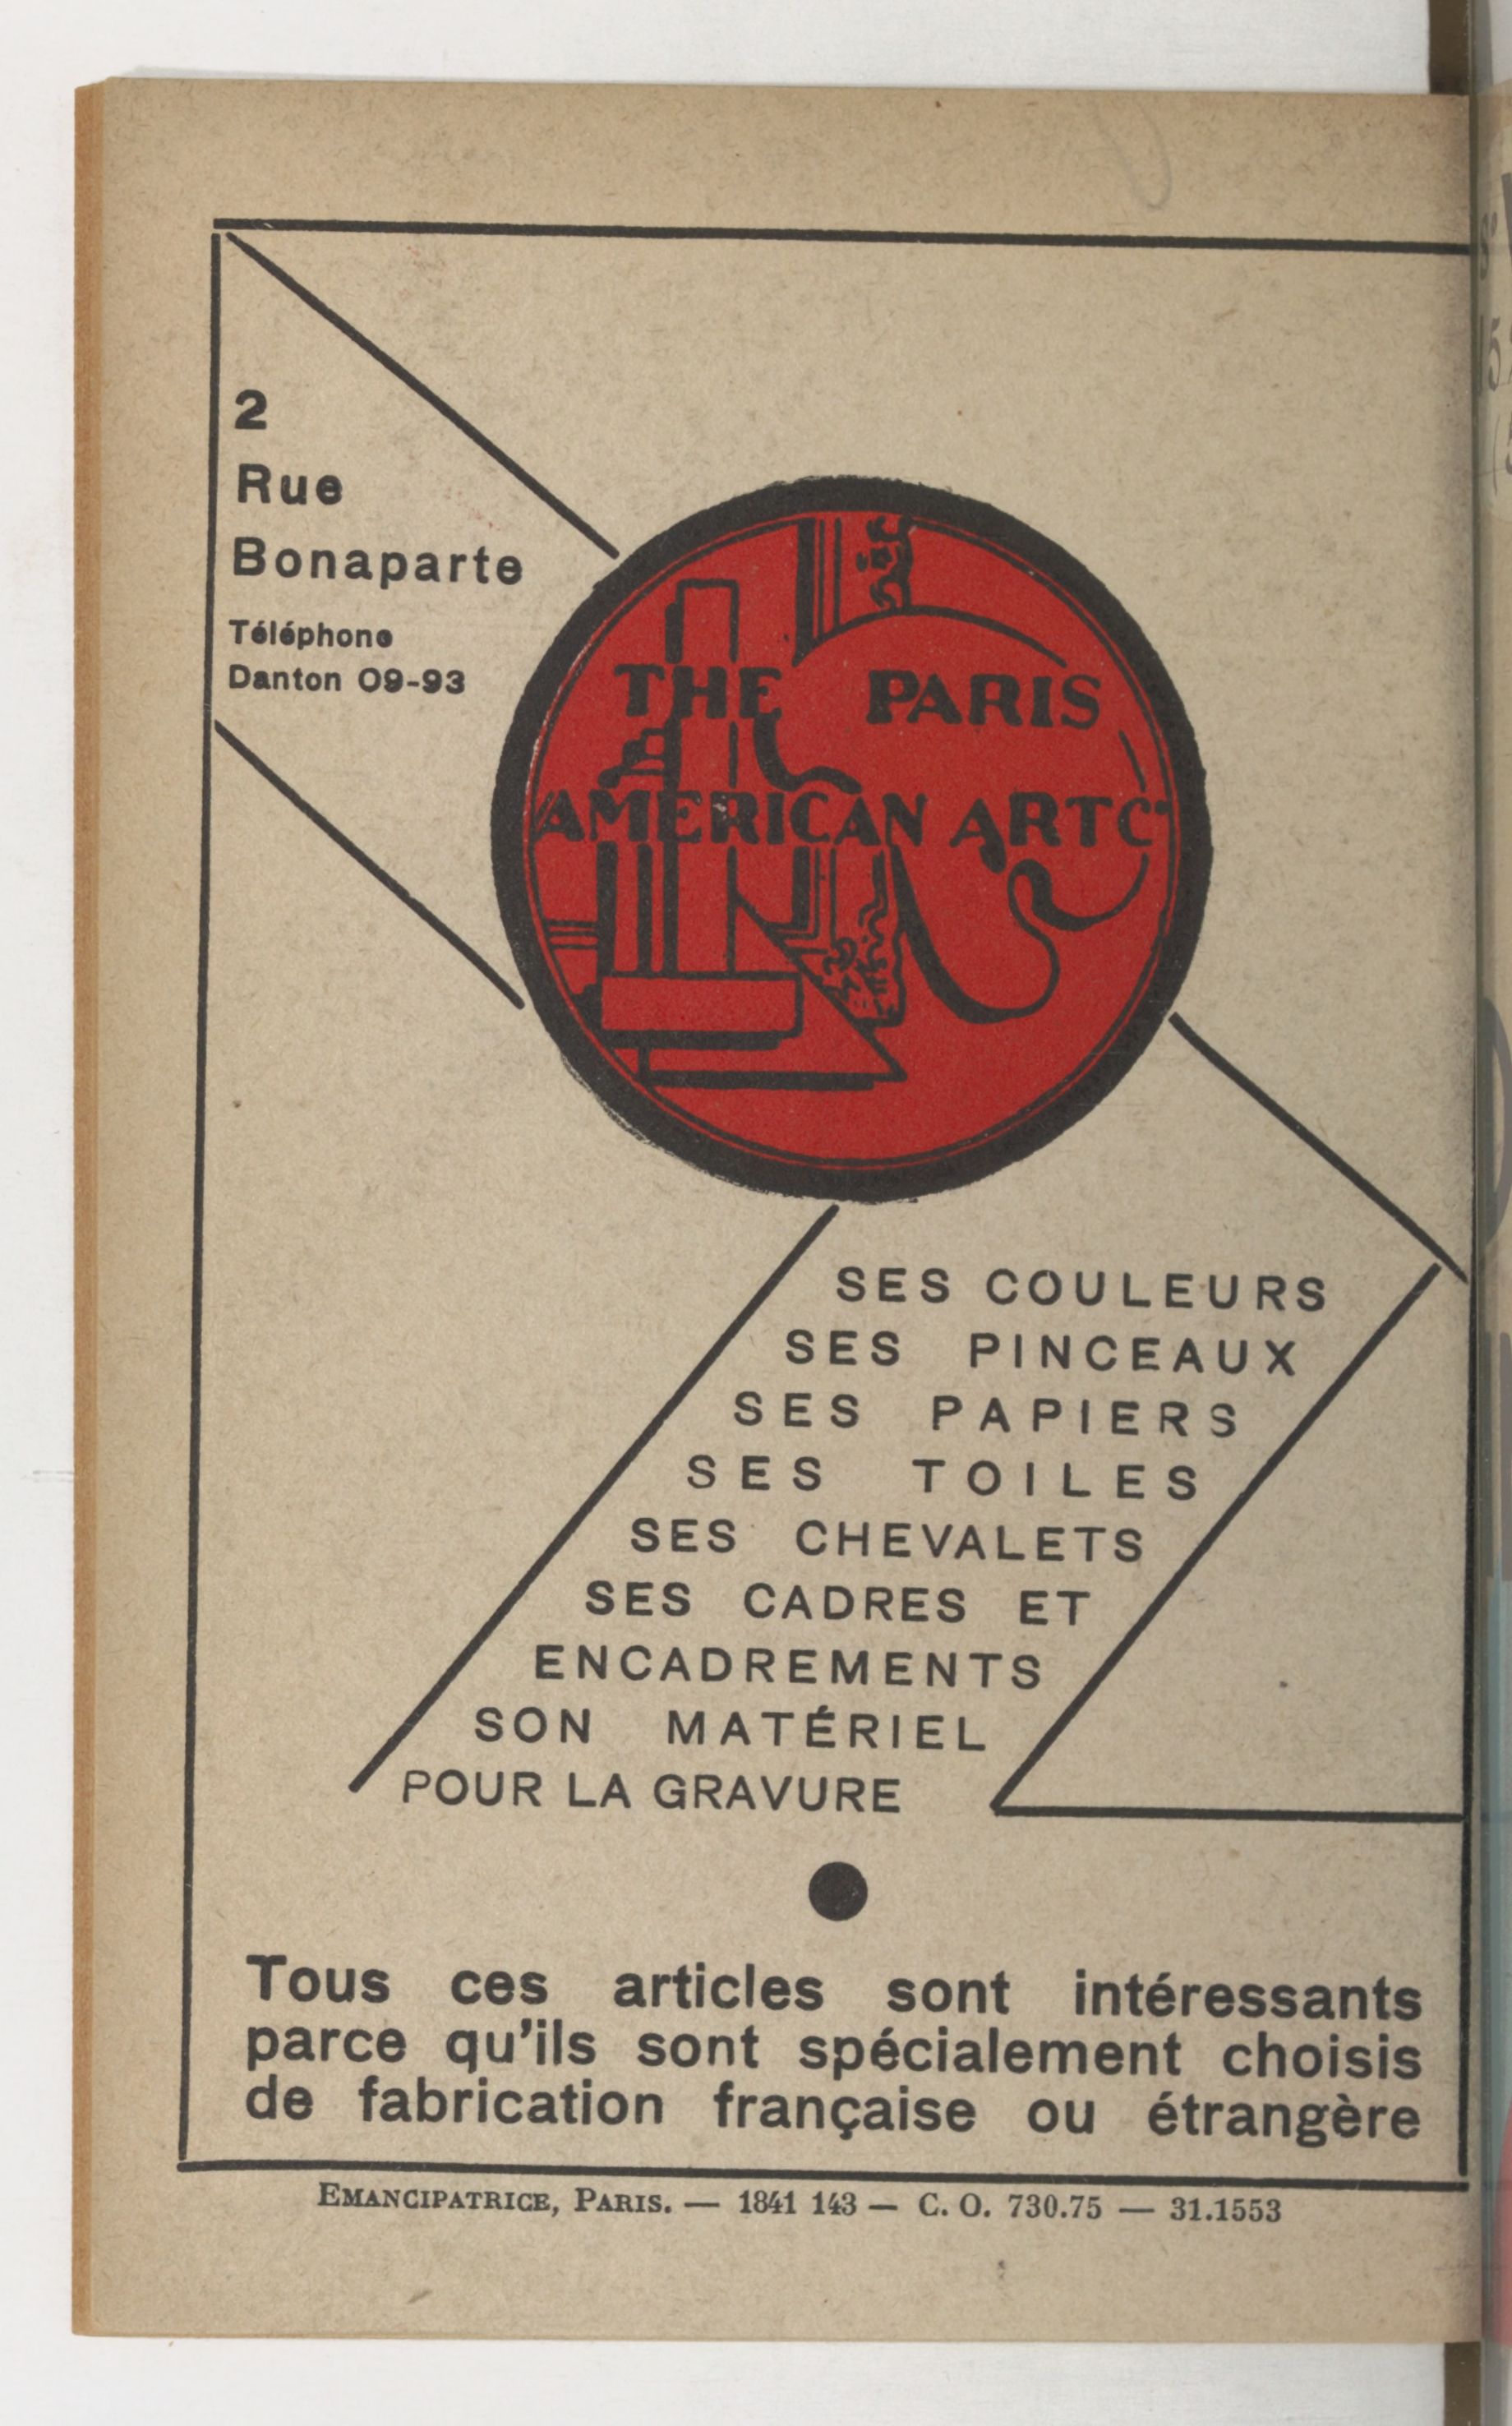 2
Rue
Bonaparte
Téléphone
Danton 09-93
THE PARIS
AMERICAN ART Cº
SES COULEURS
SES PINCEAUX
SES PAPIERS
SES TOILES
SES CHEVALETS
SES CADRES ET
ENCADREMENTS
SON MATÉRIEL
POUR LA GRAVURE
Tous ces articles sont intéressants
parce qu'ils sont spécialement choisis
de fabrication française ou étrangère
EMANCIPATRICE, PARIS. — 1841 143 — C. O. 730.75 — 31.1553